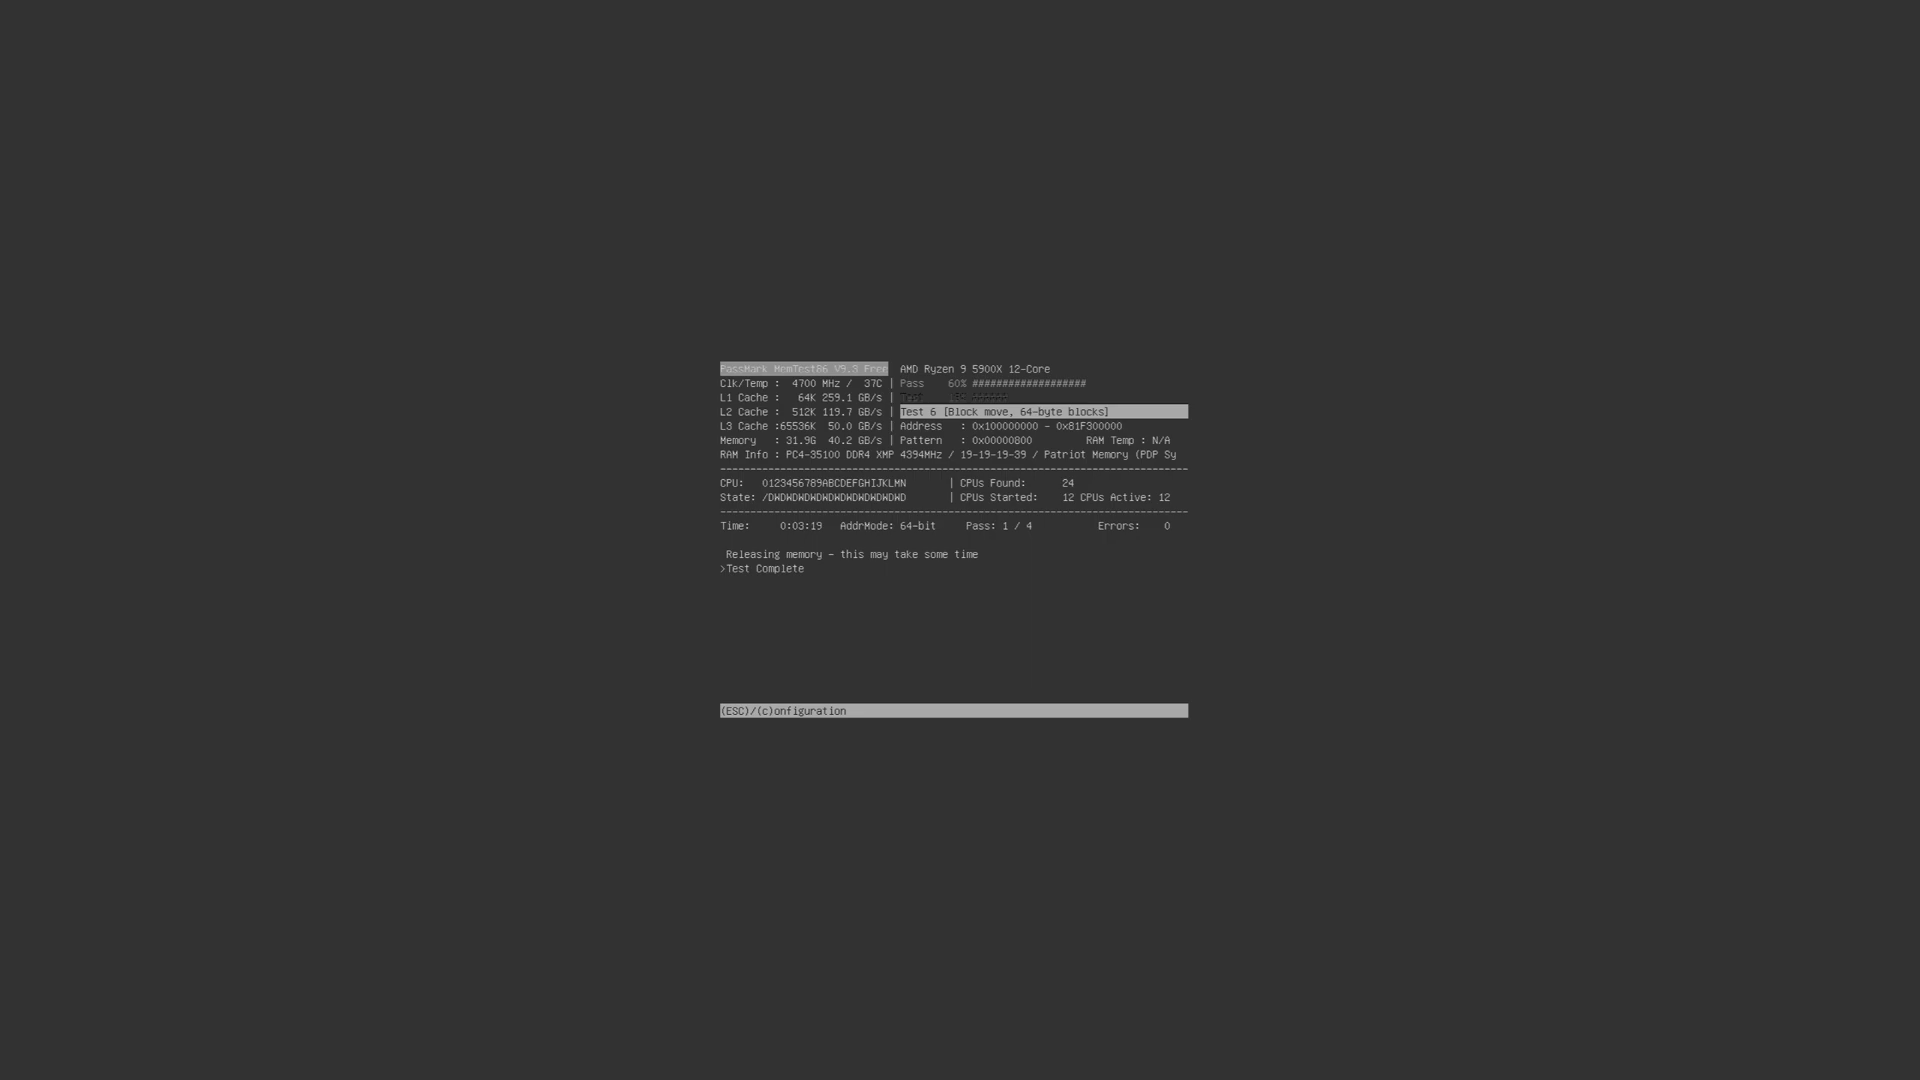 PassMark MemTest86 V9.3 Free  AMD Ryzen 9 5900X 12-Core
Clk/Temp :  4700 MHz /  37C | Pass    60% ###################
L1 Cache :   64K 259.1 GB/s | Test
L2 Cache :  512K 119.7 GB/s | Test 6 [Block move, 64-byte blocks]
L3 Cache :65536K  50.0 GB/s | Address   : 0x100000000 - 0x81F300000
Memory   : 31.9G  40.2 GB/s | Pattern   : 0x00000800         RAM Temp : N/A
RAM Info : PC4-35100 DDR4 XMP 4394MHz / 19-19-19-39 / Patriot Memory (PDP Sy
------------------------------------------------------------------------------
CPU:   0123456789ABCDEFGHIJKLMN       | CPUs Found:      24
State: /DWDWDWDWDWDWDWDWDWDWDWD       | CPUs Started:    12 CPUs Active: 12
------------------------------------------------------------------------------
Time:     0:03:19   AddrMode: 64-bit     Pass: 1 / 4           Errors:    0
Releasing memory - this may take some time
>Test Complete
(ESC)/(c)onfiguration